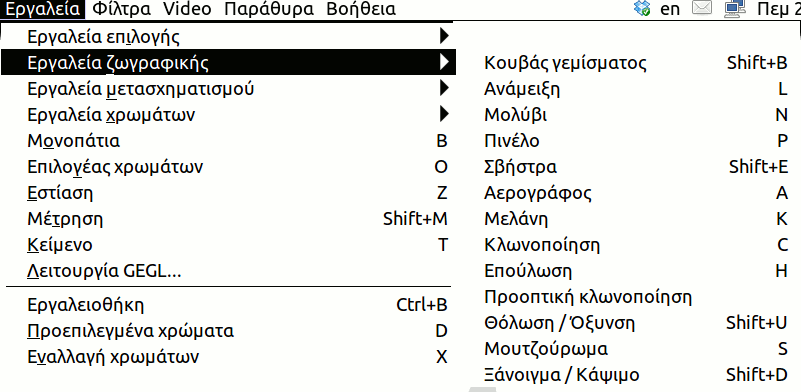 Εργαλεία Φίλτρα Video Παράθυρα Βοήθεια en Πεμ 2
Εργαλεία επιλογής
Εργαλεία ζωγραφικής
Εργαλεία μετασχηματισμού
Εργαλεία χρωμάτων
Μονοπάτια B
Επιλογέας χρωμάτων O
Εστίαση Z
Μέτρηση Shift+M
Κείμενο T
Λειτουργία GEGL...
Εργαλειοθήκη Ctrl+B
Προεπιλεγμένα χρώματα D
Εναλλαγή χρωμάτων X
Κουβάς γεμίσματος Shift+B
Ανάμειξη L
Μολύβι N
Πινέλο P
Σβήστρα Shift+E
Αερογράφος A
Μελάνη K
Κλωνοποίηση C
Επούλωση H
Προοπτική κλωνοποίηση
Θόλωση / Όξυνση Shift+U
Μουτζούρωμα S
Ξάνοιγμα / Κάψιμο Shift+D